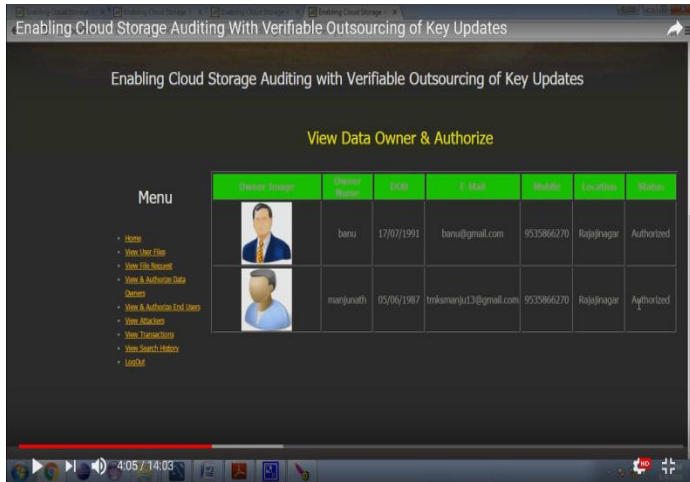 Enabling Cloud Storage Auditing With Verifiable Outsourcing of Key Updates
Enabling Cloud Storage Auditing with Verifiable Outsourcing of Key Updates
View Data Owner & Authorize
Menu
Home
View User Files
View File Request
View & Authorize Data
Owners
View & Authorize End Users
View Attackers
View Transactions
View Search History
LogOut
Owner Image Owner Name DOB E-Mail Mobile Location Status
banu 17/07/1991 banu@gmail.com 9535866270 Rajajinagar Authorized
manjunath 05/06/1987 tmksmanju13@gmail.com 9535866270 Rajajinagar Authorized
4:05 / 14:03
HD